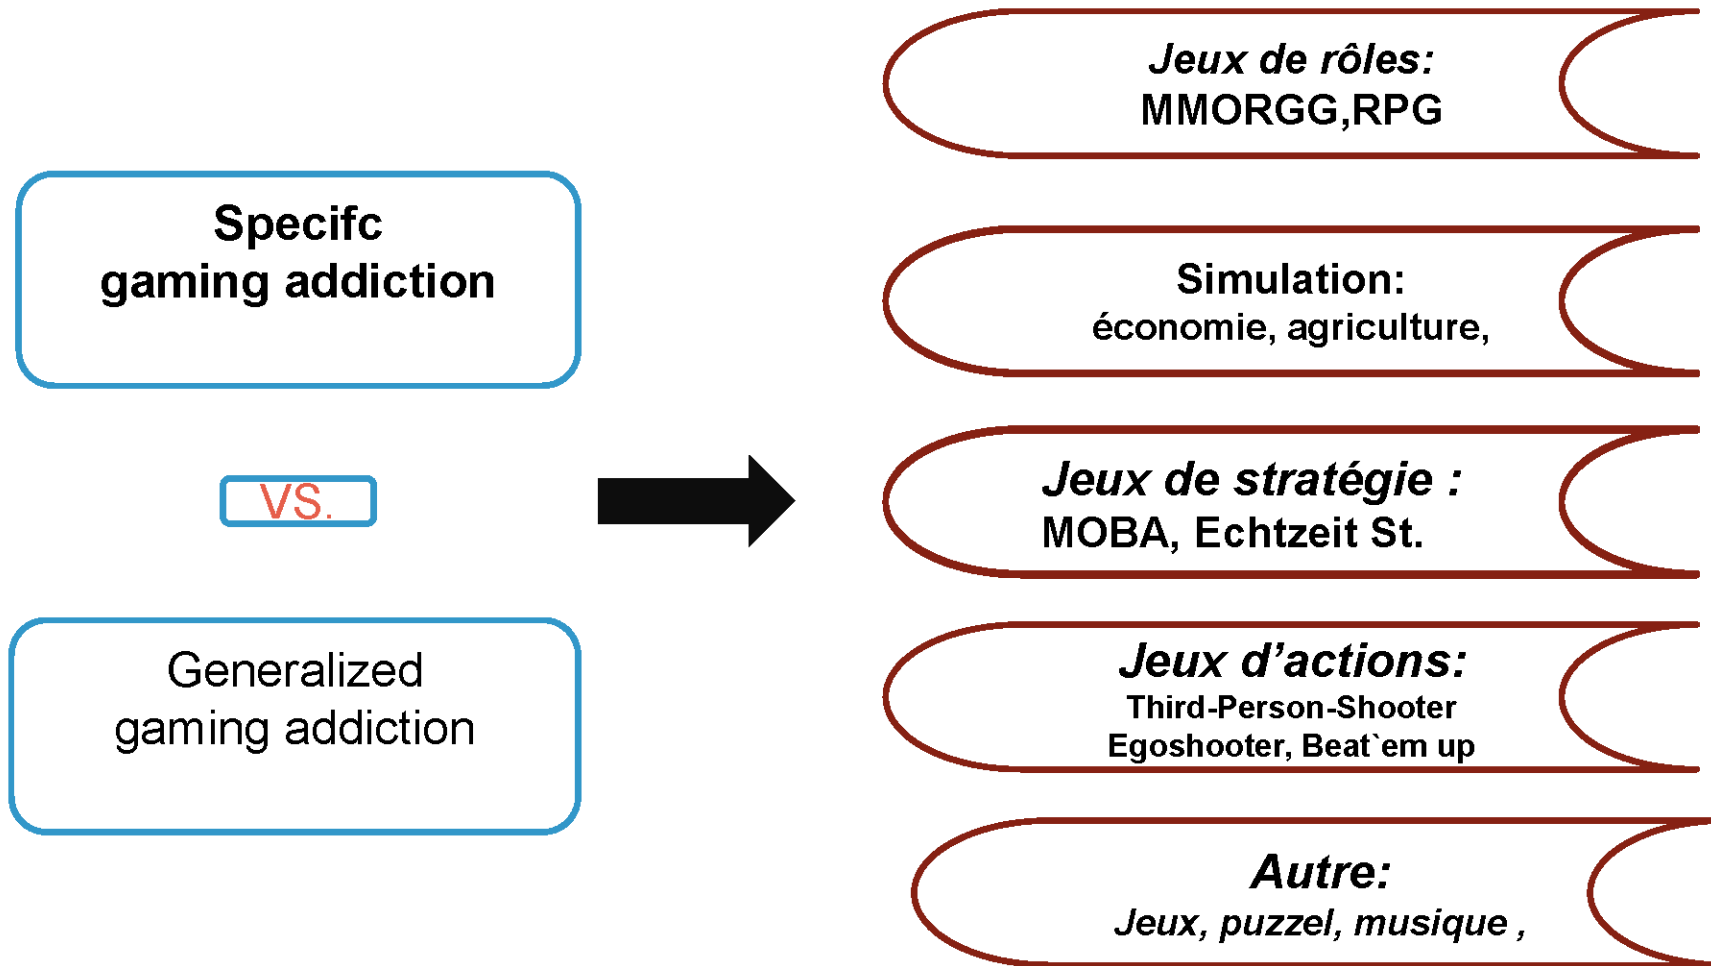 Specifc
gaming addiction
VS.
Generalized
gaming addiction
Jeux de rôles:
MMORGG,RPG
Simulation:
économie, agriculture,
Jeux de stratégie :
MOBA, Echtzeit St.
Jeux d’actions:
Third-Person-Shooter
Egoshooter, Beat`em up
Autre:
Jeux, puzzel, musique ,